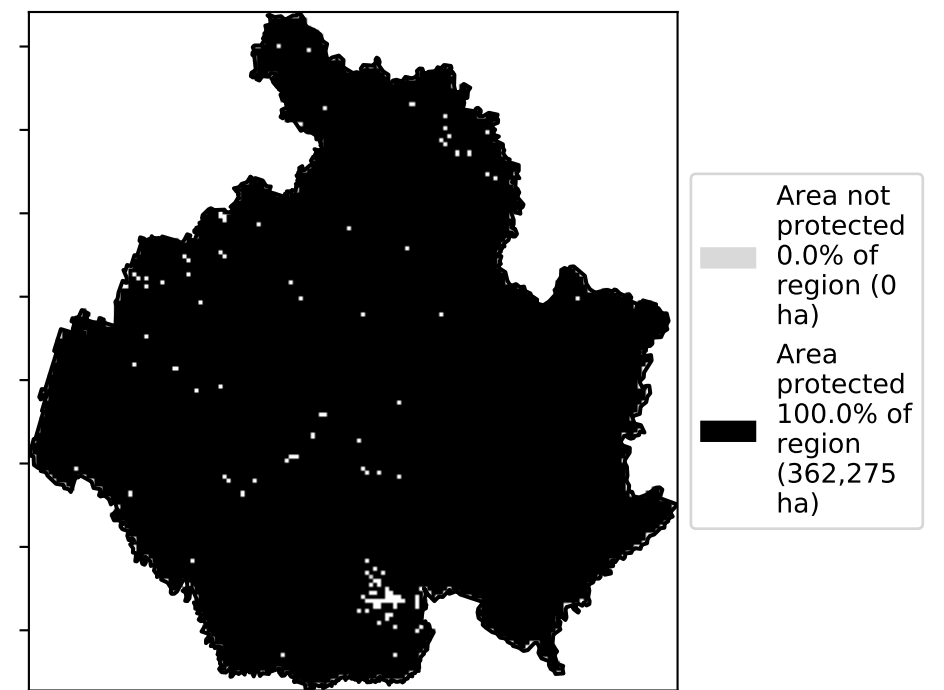 Area not
protected
0.0% of
region (0
ha)
Area
protected
100.0% of
region
(362,275
ha)